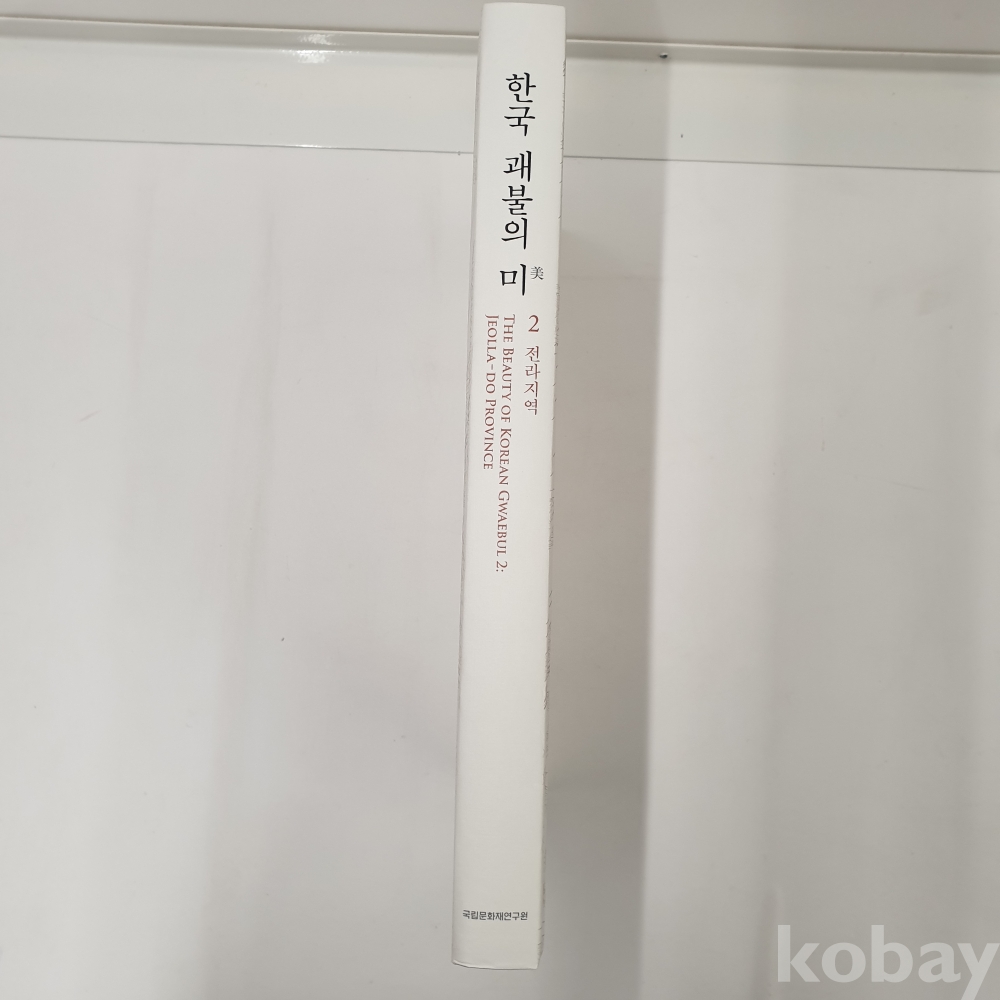 한국 괘불의 미 美
2 전라지역
THE BEAUTY OF KOREAN GWAEBUL 2:
JEOLLA-DO PROVINCE
국립문화재연구원
kobay